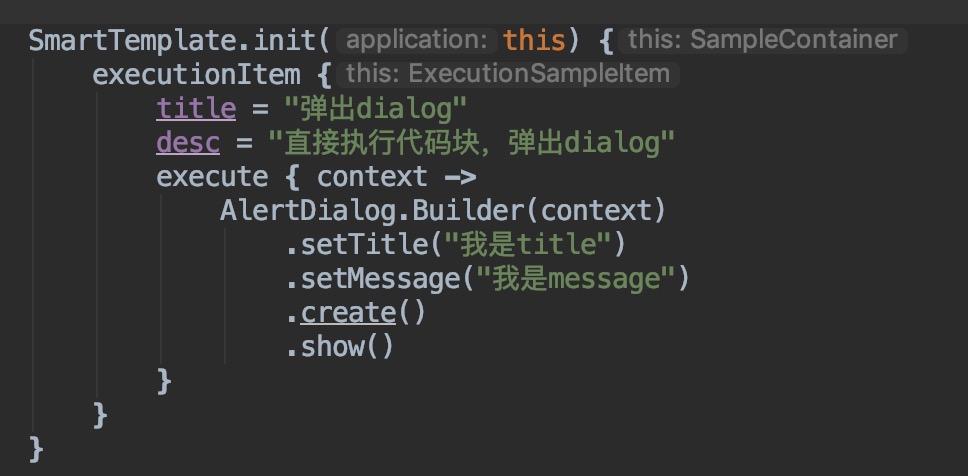 SmartTemplate.init( application: this) { this: SampleContainer
executionItem { this: ExecutionSampleItem
title = "弹出dialog"
desc = "直接执行代码块，弹出dialog"
execute { context ->
AlertDialog.Builder(context)
.setTitle("我是title")
.setMessage("我是message")
.create()
.show()
}
}
}